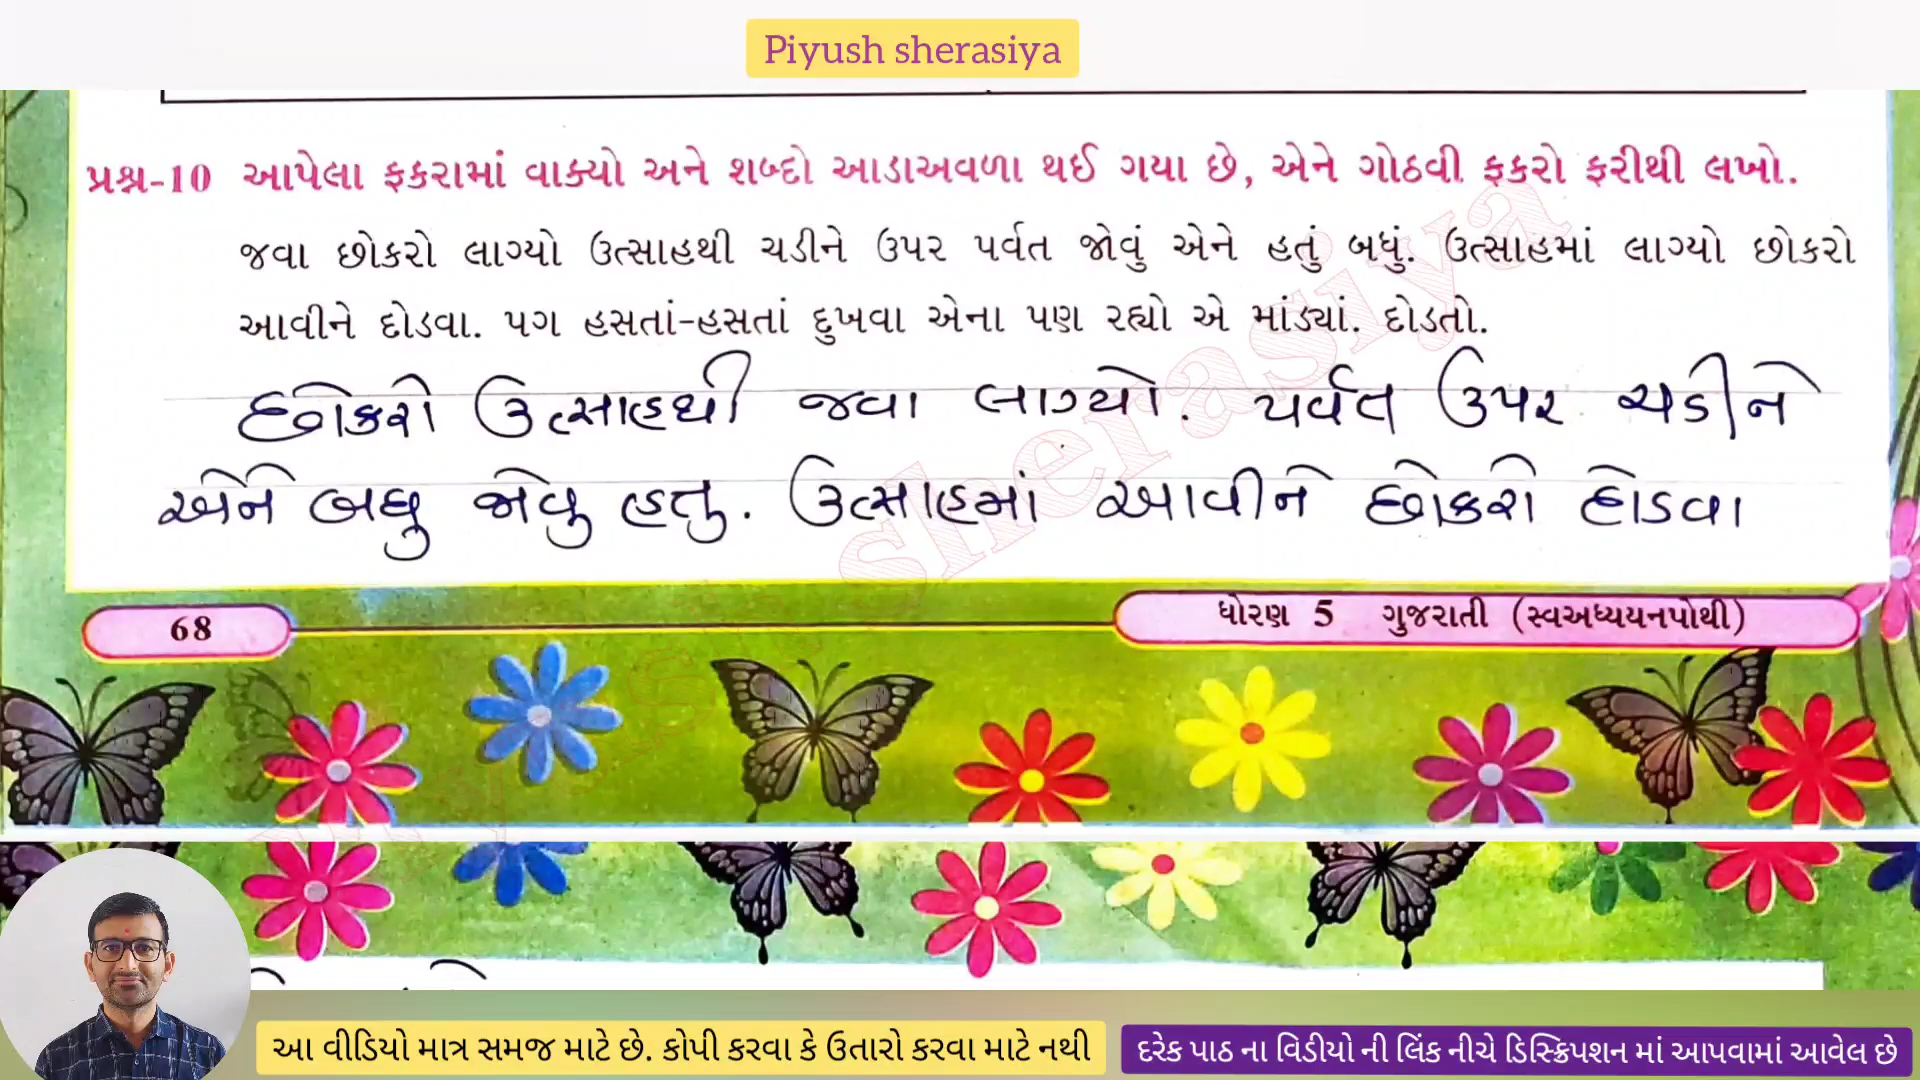 Piyush sherasiya
પ્રશ્ન-10 આપેલા ફકરામાં વાક્યો અને શબ્દો આડાઅવળા થઈ ગયા છે, એને ગોઠવી ફકરો ફરીથી લખો.
જવા છોકરો લાગ્યો ઉત્સાહથી ચડીને ઉપર પર્વત જોવું એને હતું બધું. ઉત્સાહમાં લાગ્યો છોકરો
આવીને દોડવા. પગ હસતાં-હસતાં દુખવા એના પણ રહ્યો એ માંડ્યાં. દોડતો.
છોકરો ઉત્સાહથી જવા લાગ્યો. પર્વત ઉપર ચડીને
એને બધુ જોવુ હતુ. ઉત્સાહમાં આવીને છોકરો દોડવા
68
ધોરણ 5 ગુજરાતી (સ્વઅધ્યયનપોથી)
આ વીડિયો માત્ર સમજ માટે છે. કોપી કરવા કે ઉતારો કરવા માટે નથી
દરેક પાઠ ના વિડીયો ની લિંક નીચે ડિસ્ક્રિપશન માં આપવામાં આવેલ છે